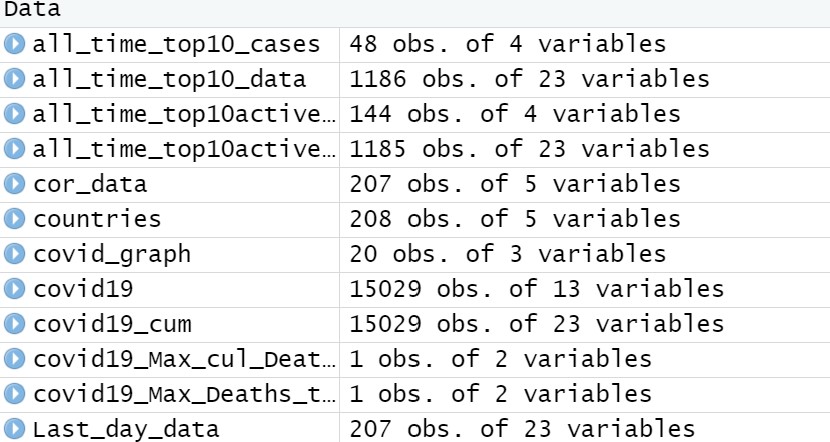 Data
all_time_top10_cases 48 obs. of 4 variables
all_time_top10_data 1186 obs. of 23 variables
all_time_top10active… 144 obs. of 4 variables
all_time_top10active… 1185 obs. of 23 variables
cor_data 207 obs. of 5 variables
countries 208 obs. of 5 variables
covid_graph 20 obs. of 3 variables
covid19 15029 obs. of 13 variables
covid19_cum 15029 obs. of 23 variables
covid19_Max_cul_Deat… 1 obs. of 2 variables
covid19_Max_Deaths_t… 1 obs. of 2 variables
Last_day_data 207 obs. of 23 variables